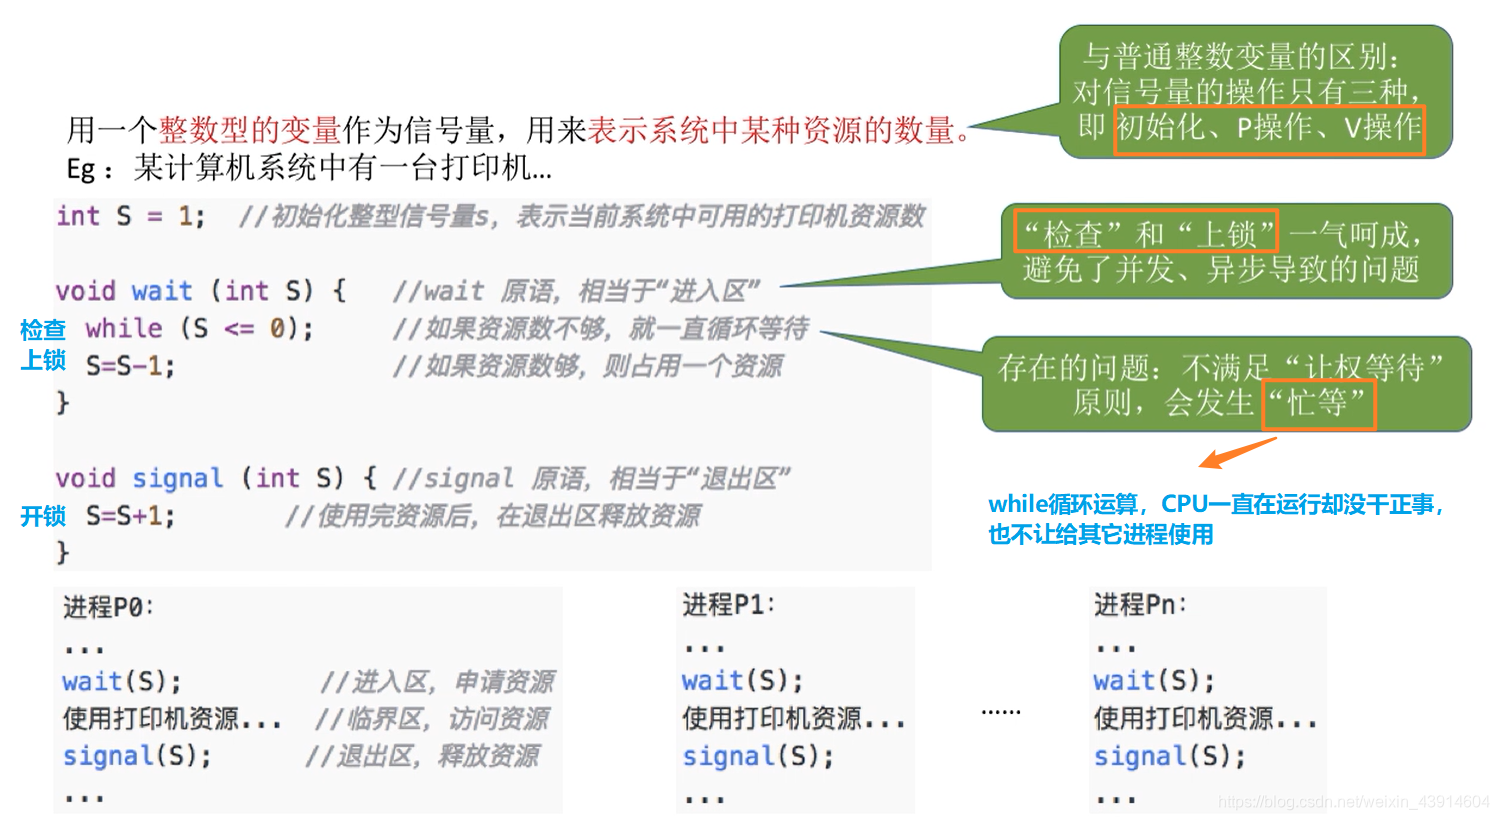 与普通整数变量的区别：
对信号量的操作只有三种，
即 初始化、P操作、V操作
用一个整数型的变量作为信号量，用来表示系统中某种资源的数量。
Eg：某计算机系统中有一台打印机...
int S = 1;  //初始化整型信号量s，表示当前系统中可用的打印机资源数
“检查”和“上锁”一气呵成，
避免了并发、异步导致的问题
void wait (int S) {   //wait 原语，相当于“进入区”
检查 while (S <= 0);     //如果资源数不够，就一直循环等待
上锁 S=S-1;              //如果资源数够，则占用一个资源
}
存在的问题：不满足“让权等待”
原则，会发生“忙等”
void signal (int S) { //signal 原语，相当于“退出区”
开锁 S=S+1;       //使用完资源后，在退出区释放资源
}
while循环运算，CPU一直在运行却没干正事，
也不让给其它进程使用
进程P0：
...
wait(S);         //进入区，申请资源
使用打印机资源...  //临界区，访问资源
signal(S);      //退出区，释放资源
...
进程P1：
...
wait(S);
使用打印机资源...
signal(S);
...
......
进程Pn：
...
wait(S);
使用打印机资源...
signal(S);
...
https://blog.csdn.net/weixin_43914604